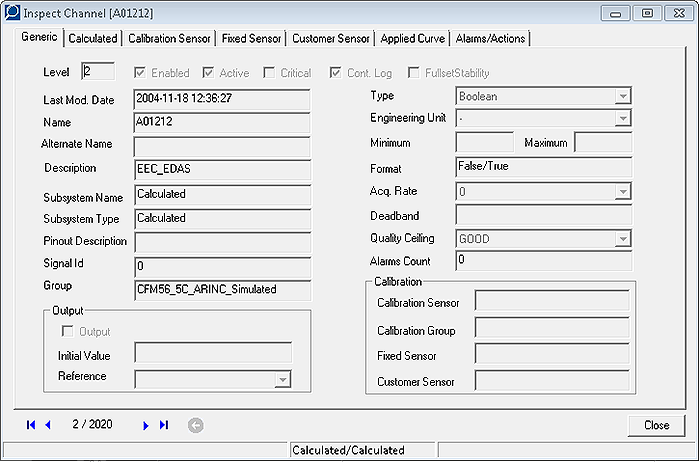 Inspect Channel [A01212]
Generic Calculated Calibration Sensor Fixed Sensor Customer Sensor Applied Curve Alarms/Actions
Level 2 Enabled Active Critical Cont. Log FullsetStability
Last Mod. Date 2004-11-18 12:36:27
Name A01212
Alternate Name
Description EEC_EDAS
Subsystem Name Calculated
Subsystem Type Calculated
Pinout Description
Signal Id 0
Group CFM56_5C_ARINC_Simulated
Output
Output
Initial Value
Reference
Type Boolean
Engineering Unit -
Minimum Maximum
Format False/True
Acq. Rate 0
Deadband
Quality Ceiling GOOD
Alarms Count 0
Calibration
Calibration Sensor
Calibration Group
Fixed Sensor
Customer Sensor
2 / 2020
Close
Calculated/Calculated